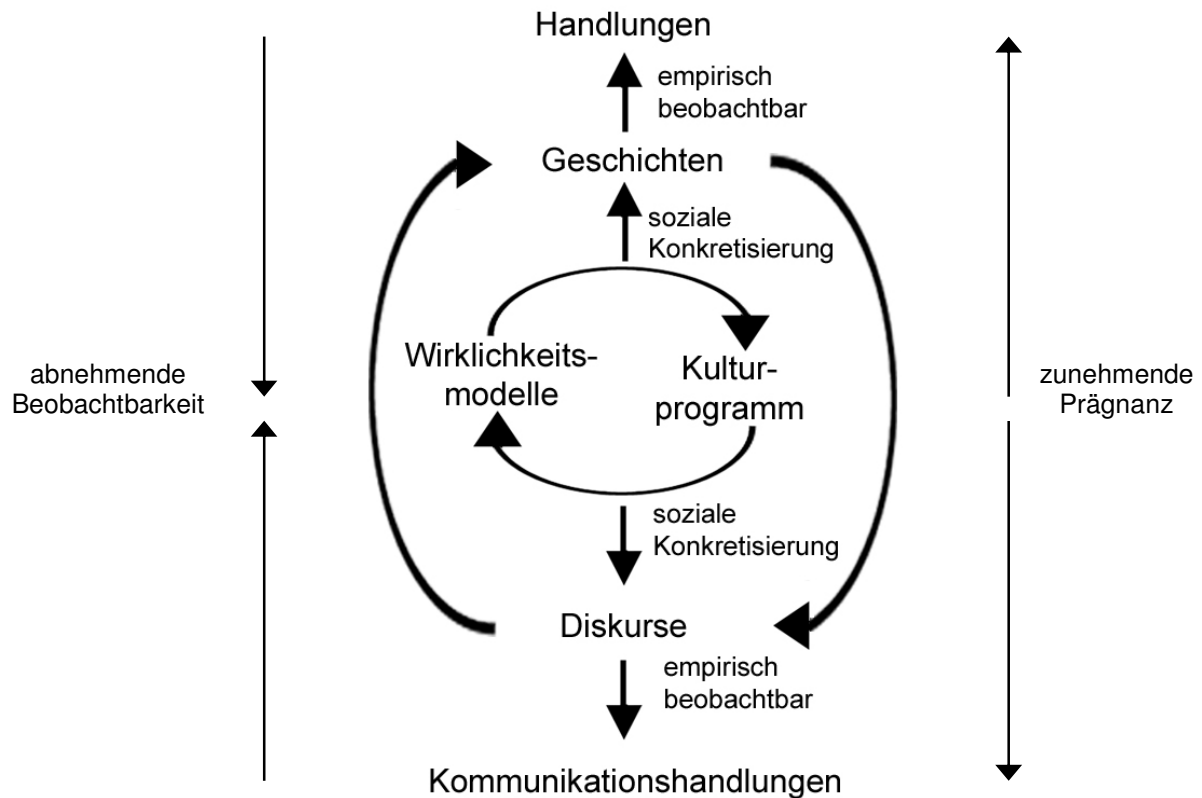 Handlungen
empirisch
beobachtbar
Geschichten
soziale
Konkretisierung
Wirklichkeits-
modelle
Kultur-
programm
abnehmende
Beobachtbarkeit
zunehmende
Prägnanz
soziale
Konkretisierung
Diskurse
empirisch
beobachtbar
Kommunikationshandlungen